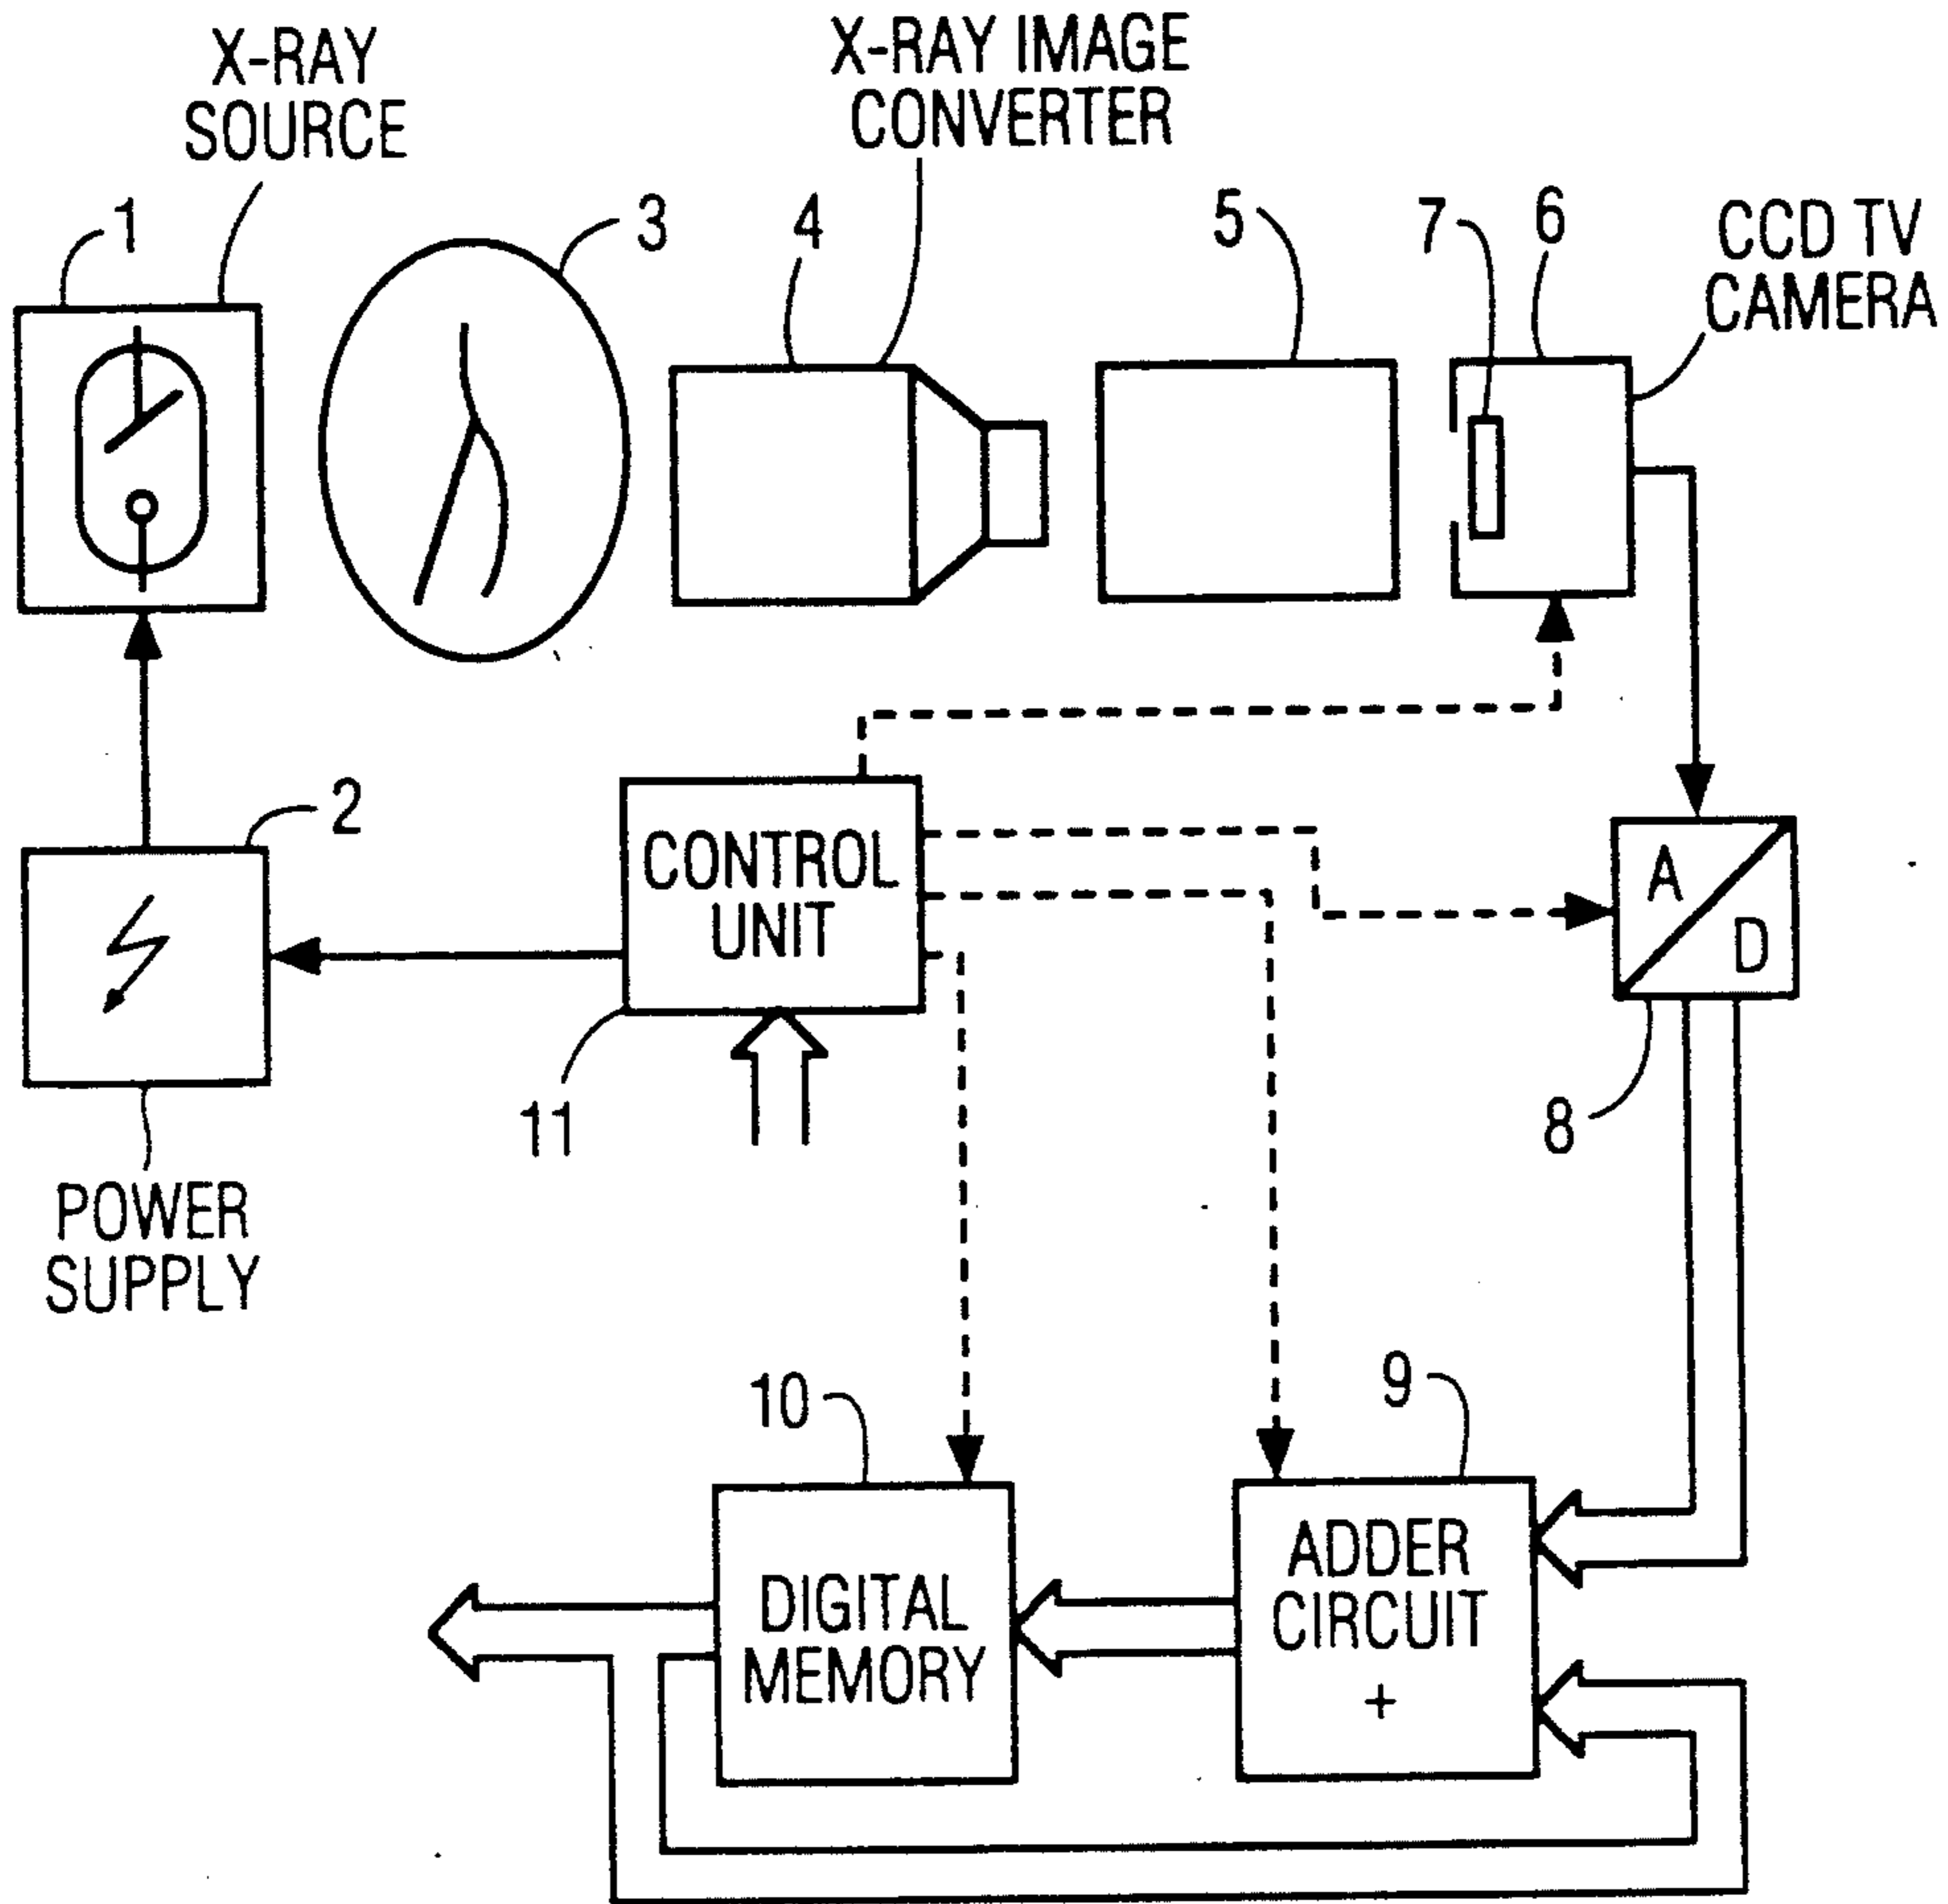 X-RAY
SOURCE
X-RAY IMAGE
CONVERTER
1
3
4
5
7
6
CCD TV
CAMERA
2
CONTROL
UNIT
A
D
11
8
POWER
SUPPLY
10
9
DIGITAL
MEMORY
ADDER
CIRCUIT
+